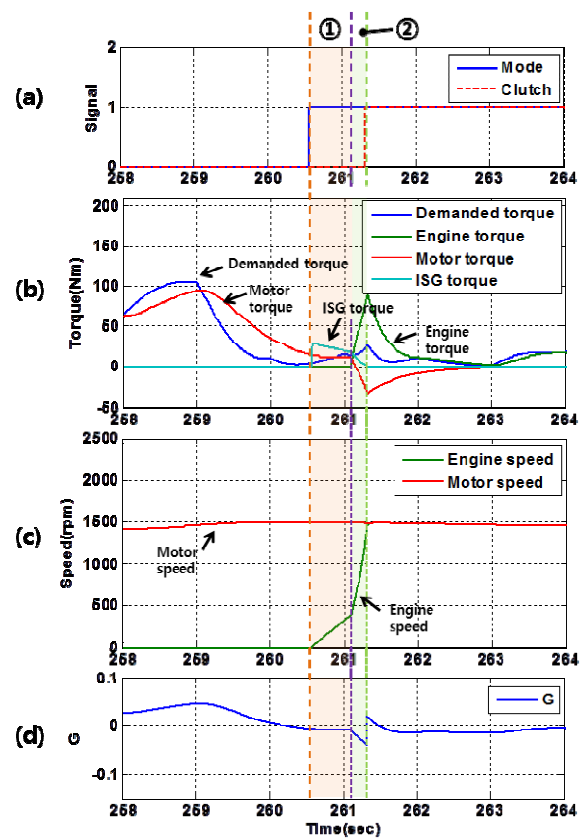 ① ②
(a)
Signal
2
1
0
Mode
Clutch
258 259 260 261 262 263 264
(b)
Torque(Nm)
200
150
100
50
0
-50
Demanded torque
Engine torque
Motor torque
ISG torque
Demanded torque
Motor
torque
ISG torque
Engine
torque
258 259 260 261 262 263 264
(c)
Speed(rpm)
2500
2000
1500
1000
500
0
Engine speed
Motor speed
Motor
speed
Engine
speed
258 259 260 261 262 263 264
(d)
G
0.1
0
-0.1
G
258 259 260 261 262 263 264
Time(sec)